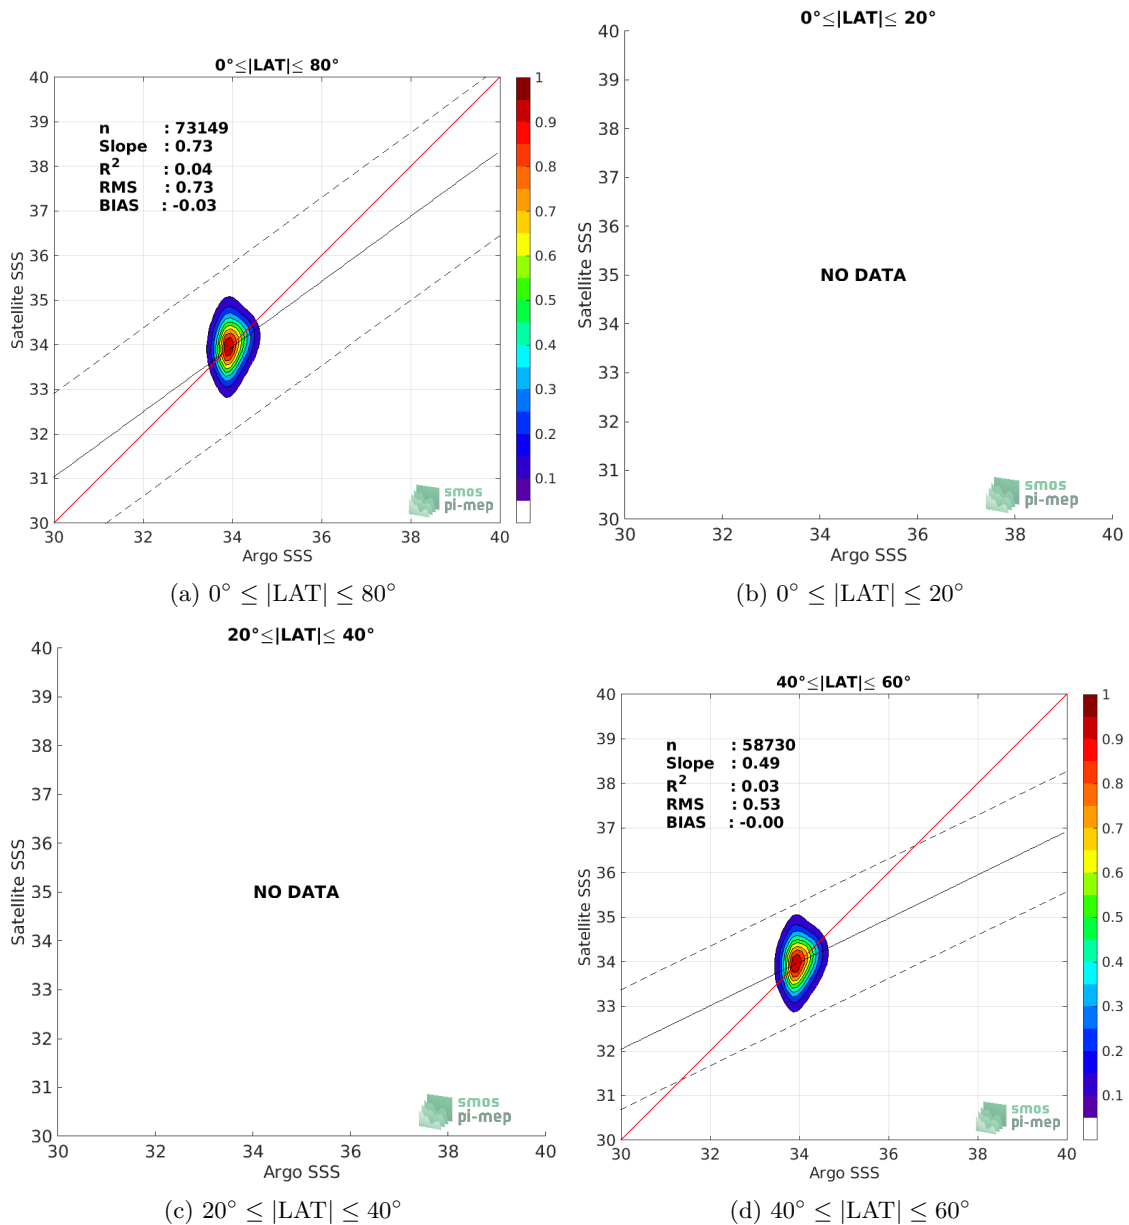 0°≤|LAT|≤ 80°
n : 73149
Slope : 0.73
R² : 0.04
RMS : 0.73
BIAS : -0.03
40
39
38
37
36
35
34
33
32
31
30
30 32 34 36 38 40
Satellite SSS
Argo SSS
1
0.9
0.8
0.7
0.6
0.5
0.4
0.3
0.2
0.1
smos
pi-mep
(a) 0° ≤ |LAT| ≤ 80°
0°≤|LAT|≤ 20°
40
39
38
37
36
35
34
33
32
31
30
30 32 34 36 38 40
Satellite SSS
Argo SSS
NO DATA
smos
pi-mep
(b) 0° ≤ |LAT| ≤ 20°
20°≤|LAT|≤ 40°
40
39
38
37
36
35
34
33
32
31
30
30 32 34 36 38 40
Satellite SSS
Argo SSS
NO DATA
smos
pi-mep
(c) 20° ≤ |LAT| ≤ 40°
40°≤|LAT|≤ 60°
n : 58730
Slope : 0.49
R² : 0.03
RMS : 0.53
BIAS : -0.00
40
39
38
37
36
35
34
33
32
31
30
30 32 34 36 38 40
Satellite SSS
Argo SSS
1
0.9
0.8
0.7
0.6
0.5
0.4
0.3
0.2
0.1
smos
pi-mep
(d) 40° ≤ |LAT| ≤ 60°